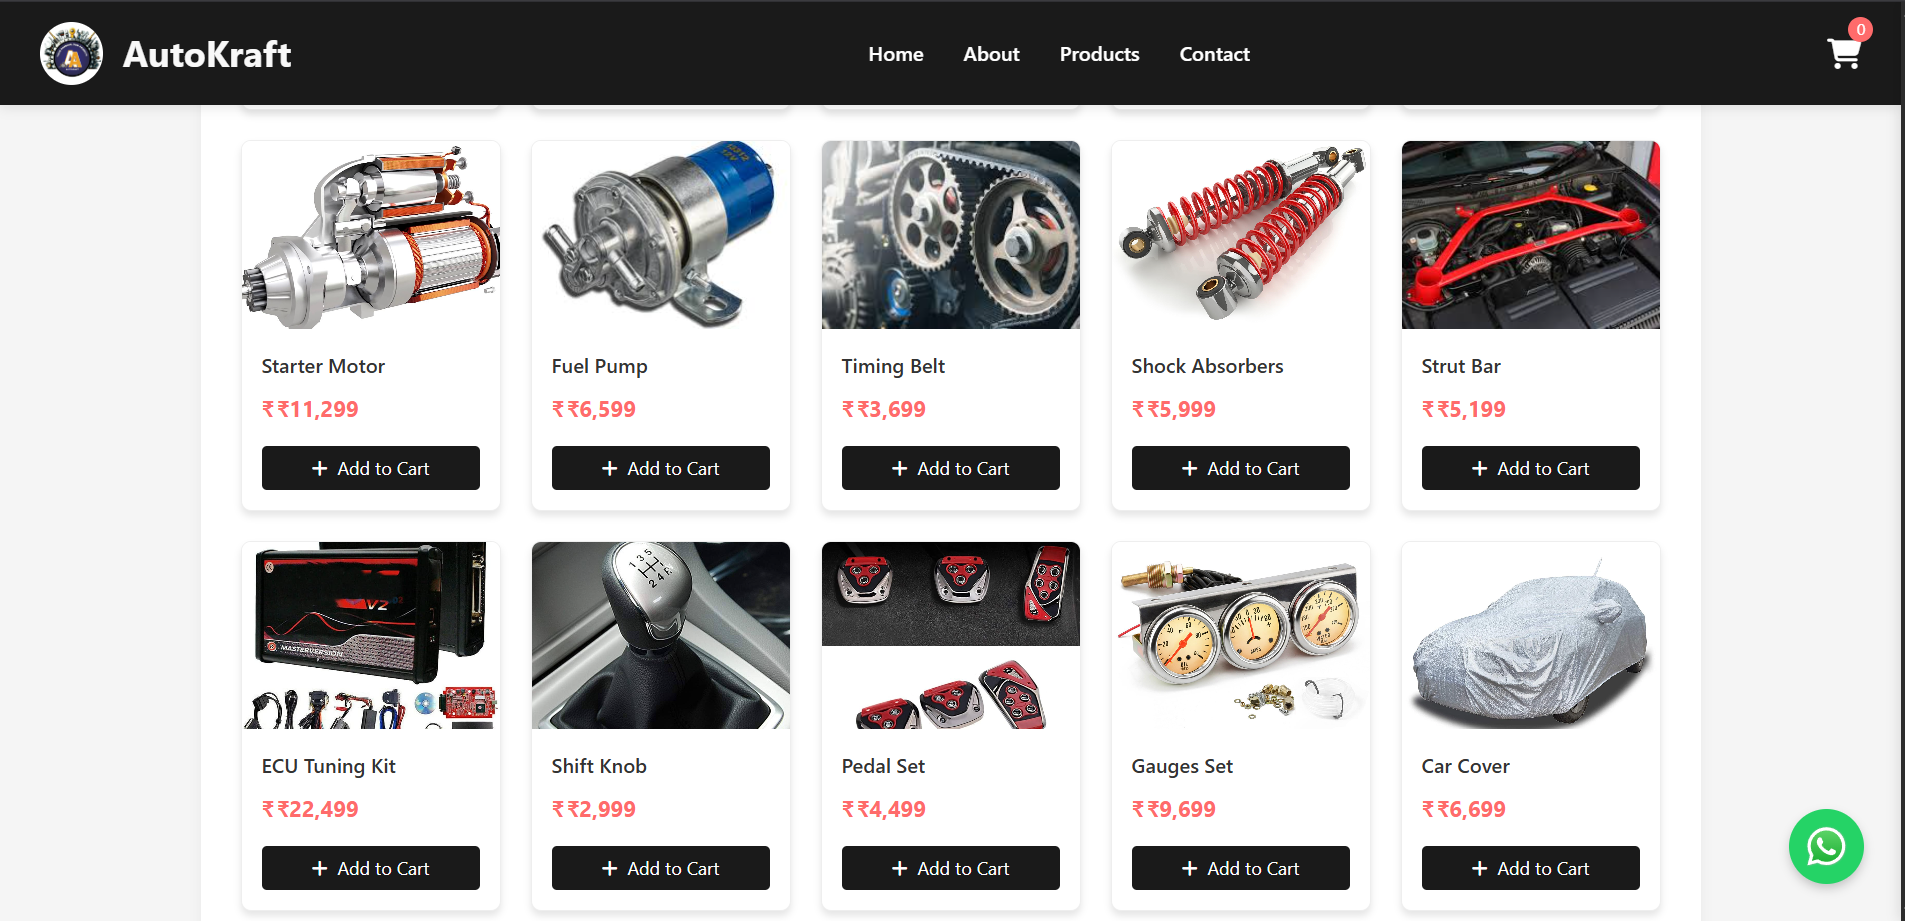 AutoKraft
Home About Products Contact
0
Starter Motor
₹ ₹11,299
+ Add to Cart
Fuel Pump
₹ ₹6,599
+ Add to Cart
Timing Belt
₹ ₹3,699
+ Add to Cart
Shock Absorbers
₹ ₹5,999
+ Add to Cart
Strut Bar
₹ ₹5,199
+ Add to Cart
V2
MASTERVERSION
ECU Tuning Kit
₹ ₹22,499
+ Add to Cart
Shift Knob
₹ ₹2,999
+ Add to Cart
Pedal Set
₹ ₹4,499
+ Add to Cart
Gauges Set
₹ ₹9,699
+ Add to Cart
Car Cover
₹ ₹6,699
+ Add to Cart